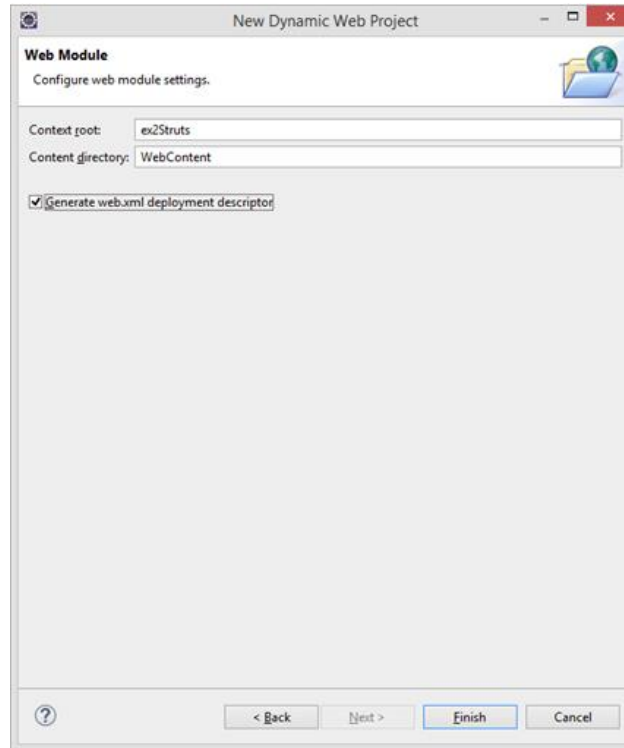 New Dynamic Web Project
Web Module
Configure web module settings.
Context root: ex2Struts
Content directory: WebContent
Generate web.xml deployment descriptor
? < Back Next > Finish Cancel